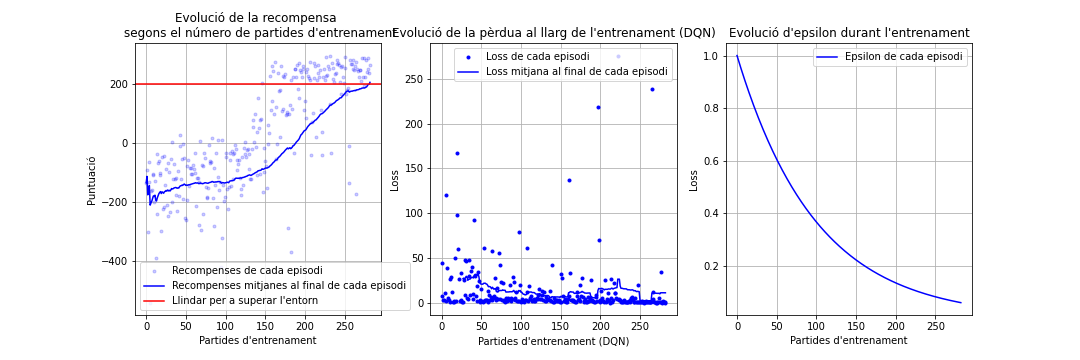 Evolució de la recompensa
segons el número de partides d'entrenament
Puntuació
200
0
−200
−400
Recompenses de cada episodi
Recompenses mitjanes al final de cada episodi
Llindar per a superar l'entorn
0 50 100 150 200 250
Partides d'entrenament
Evolució de la pèrdua al llarg de l'entrenament (DQN)
Loss
250
200
150
100
50
0
Loss de cada episodi
Loss mitjana al final de cada episodi
0 50 100 150 200 250
Partides d'entrenament (DQN)
Evolució d'epsilon durant l'entrenament
Loss
1.0
0.8
0.6
0.4
0.2
Epsilon de cada episodi
0 50 100 150 200 250
Partides d'entrenament